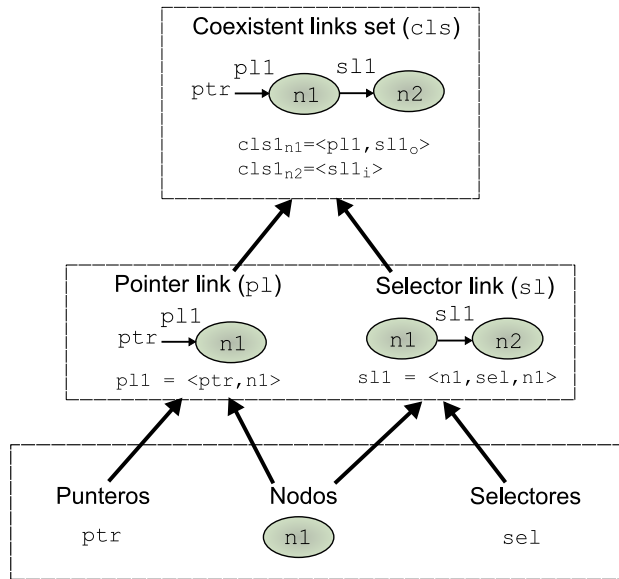 Coexistent links set (cls)
pl1 sl1
ptr n1 n2
cls1n1=<pl1,sl1o>
cls1n2=<sl1i>
Pointer link (pl) Selector link (sl)
pl1 sl1
ptr n1 n1 n2
pl1 = <ptr,n1> sl1 = <n1,sel,n1>
Punteros Nodos Selectores
ptr n1 sel